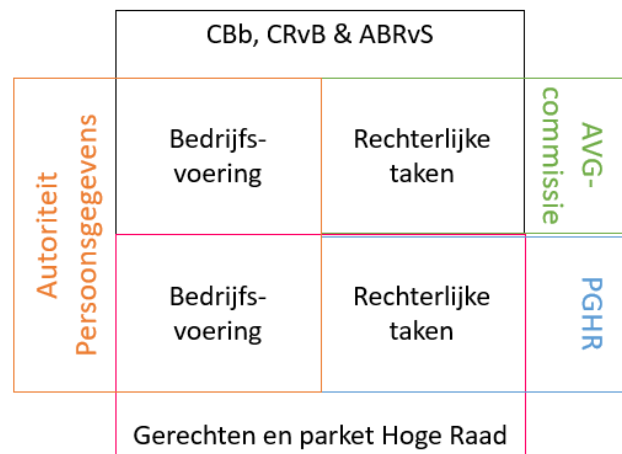 CBb, CRvB & ABRvS
Autoriteit
Persoonsgegevens
Bedrijfs-
voering
Rechterlijke
taken
AVG-
commissie
Bedrijfs-
voering
Rechterlijke
taken
PGHR
Gerechten en parket Hoge Raad